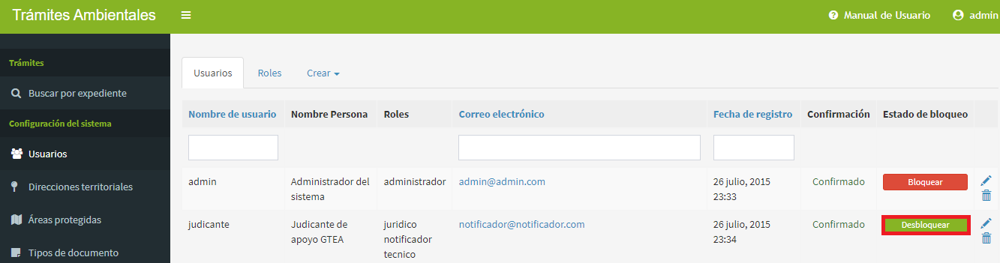 Trámites Ambientales
Manual de Usuario
admin
Trámites
Buscar por expediente
Configuración del sistema
Usuarios
Direcciones territoriales
Áreas protegidas
Tipos de documento
Usuarios Roles Crear
Nombre de usuario Nombre Persona Roles Correo electrónico Fecha de registro Confirmación Estado de bloqueo
admin Administrador del administrador admin@admin.com 26 julio, 2015 Confirmado Bloquear
sistema 23:33
judicante Judicante de juridico notificador@notificador.com 26 julio, 2015 Confirmado Desbloquear
apoyo GTEA notificador 23:34
tecnico